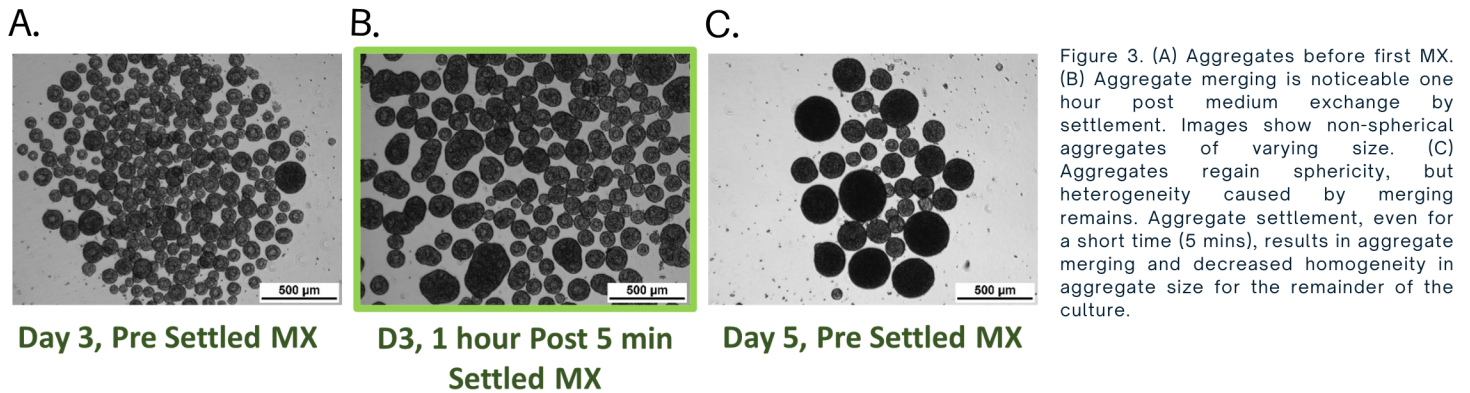 A.
B.
C.
500 µm
500 µm
500 µm
Day 3, Pre Settled MX
D3, 1 hour Post 5 min
Settled MX
Day 5, Pre Settled MX
Figure 3. (A) Aggregates before first MX.
(B) Aggregate merging is noticeable one
hour post medium exchange by
settlement. Images show non-spherical
aggregates of varying size. (C)
Aggregates regain sphericity, but
heterogeneity caused by merging
remains. Aggregate settlement, even for
a short time (5 mins), results in aggregate
merging and decreased homogeneity in
aggregate size for the remainder of the
culture.